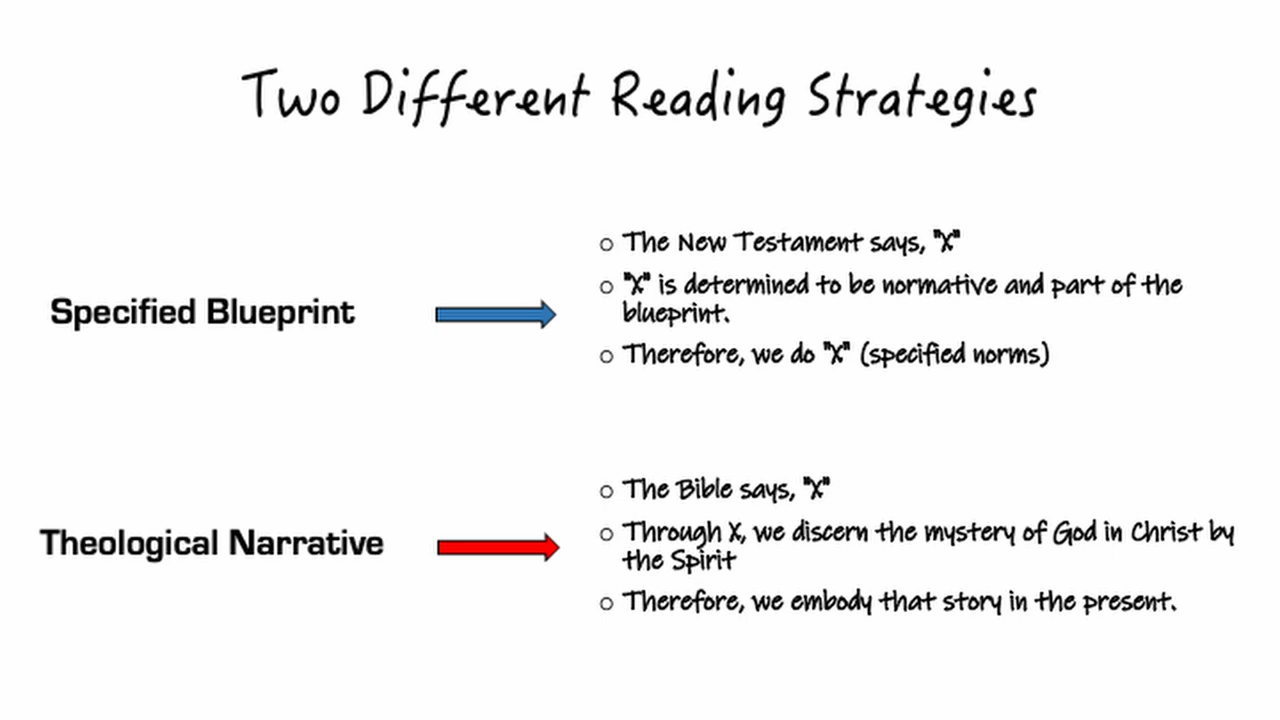 Two Different Reading Strategies
Specified Blueprint
○ The New Testament says, "X"
○ "X" is determined to be normative and part of the
blueprint.
○ Therefore, we do "X" (specified norms)
Theological Narrative
○ The Bible says, "X"
○ Through X, we discern the mystery of God in Christ by
the Spirit
○ Therefore, we embody that story in the present.